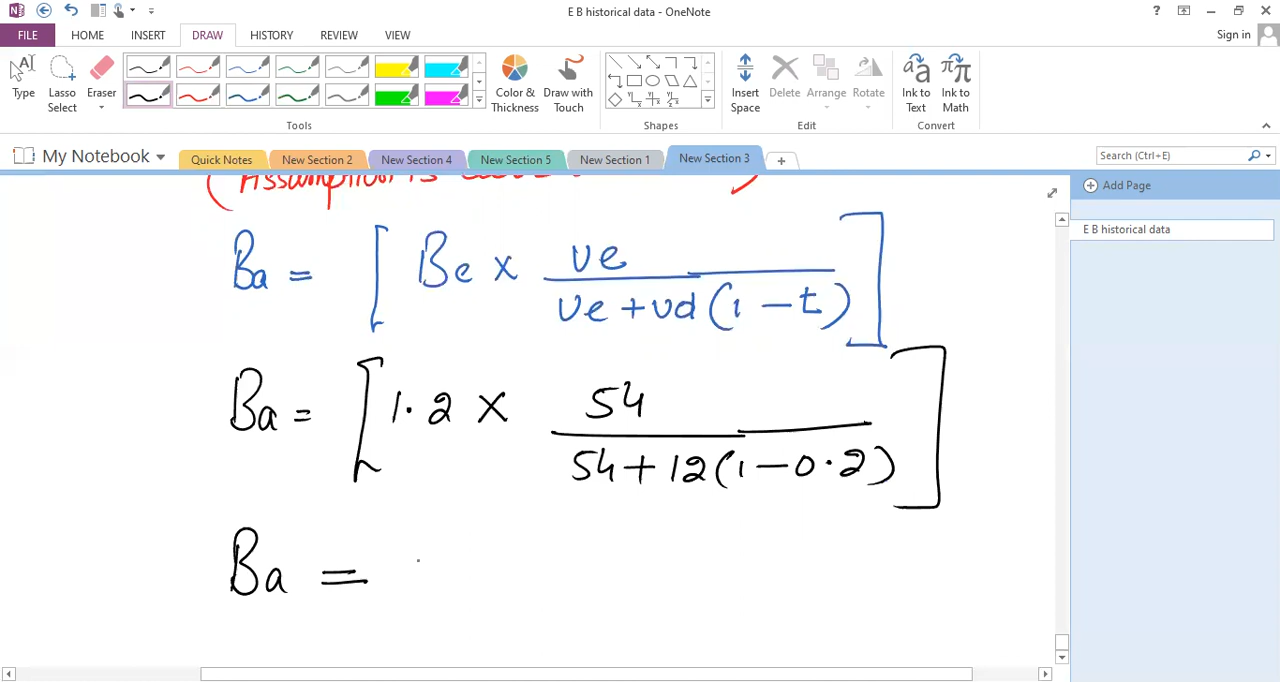 E B historical data - OneNote
FILE HOME INSERT DRAW HISTORY REVIEW VIEW
Sign in
Type
Lasso Select
Eraser
Color & Thickness
Draw with Touch
Insert Space
Delete
Arrange
Rotate
Ink to Text
Ink to Math
Tools
Shapes
Edit
Convert
My Notebook
Quick Notes
New Section 2
New Section 4
New Section 5
New Section 1
New Section 3
Search (Ctrl+E)
Add Page
E B historical data
(Assumption is
Ba = [ Be × ve / ve + vd (1 - t) ]
Ba = [ 1.2 × 54 / 54 + 12 (1 - 0.2) ]
Ba =